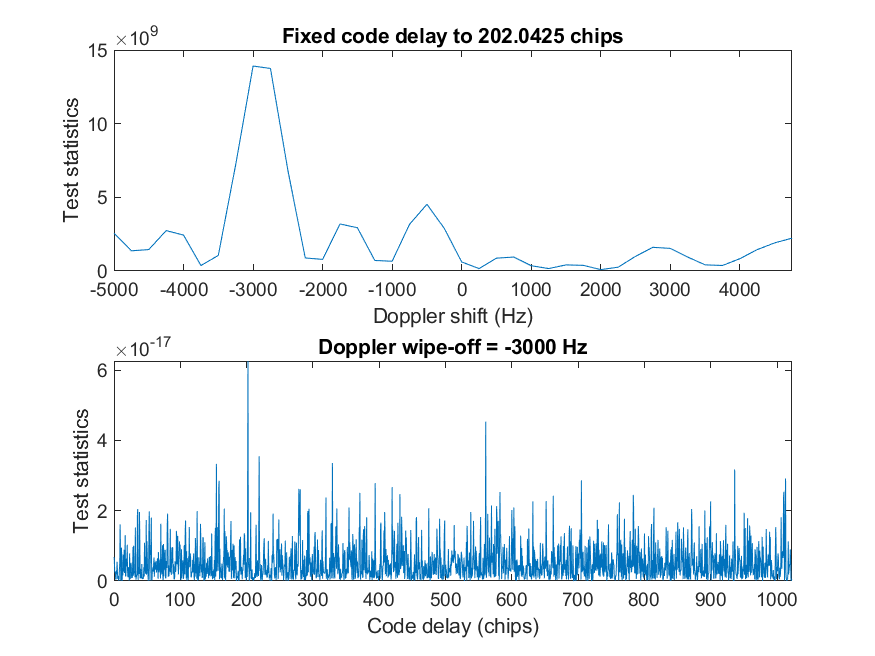 ×10^9
Fixed code delay to 202.0425 chips
15
10
5
0
Test statistics
-5000 -4000 -3000 -2000 -1000 0 1000 2000 3000 4000
Doppler shift (Hz)
×10^-17
Doppler wipe-off = -3000 Hz
6
4
2
0
Test statistics
0 100 200 300 400 500 600 700 800 900 1000
Code delay (chips)